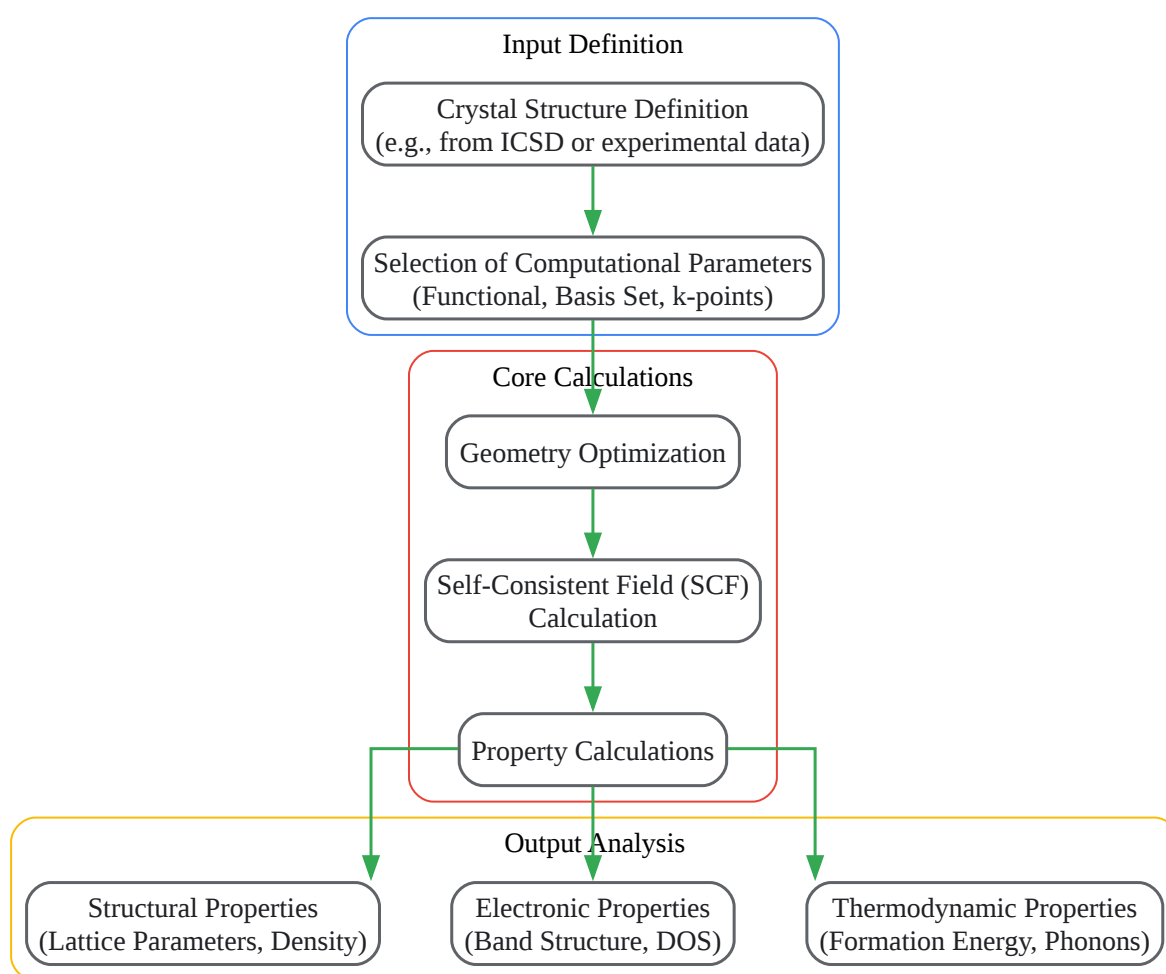 Input Definition
Crystal Structure Definition
(e.g., from ICSD or experimental data)
Selection of Computational Parameters
(Functional, Basis Set, k-points)
Core Calculations
Geometry Optimization
Self-Consistent Field (SCF)
Calculation
Property Calculations
Output Analysis
Structural Properties
(Lattice Parameters, Density)
Electronic Properties
(Band Structure, DOS)
Thermodynamic Properties
(Formation Energy, Phonons)